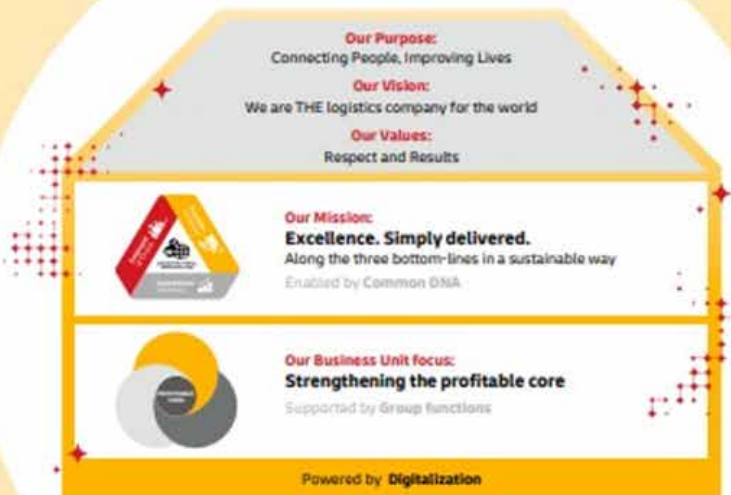 Our Purpose:
Connecting People, Improving Lives
Our Vision:
We are THE logistics company for the world
Our Values:
Respect and Results
Our Mission:
Excellence. Simply delivered.
Along the three bottom-lines in a sustainable way
Enabled by Common DNA
Our Business Unit focus:
Strengthening the profitable core
Supported by Group functions
PROFITABLE
CORE
Powered by Digitalization